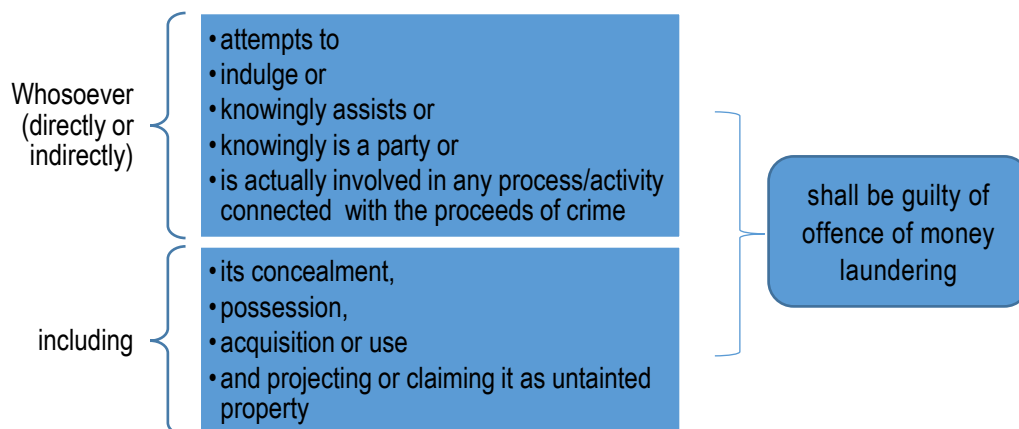 Whosoever
(directly or
indirectly)
•attempts to
•indulge or
•knowingly assists or
•knowingly is a party or
•is actually involved in any process/activity
connected with the proceeds of crime
including
•its concealment,
•possession,
•acquisition or use
•and projecting or claiming it as untainted
property
shall be guilty of
offence of money
laundering